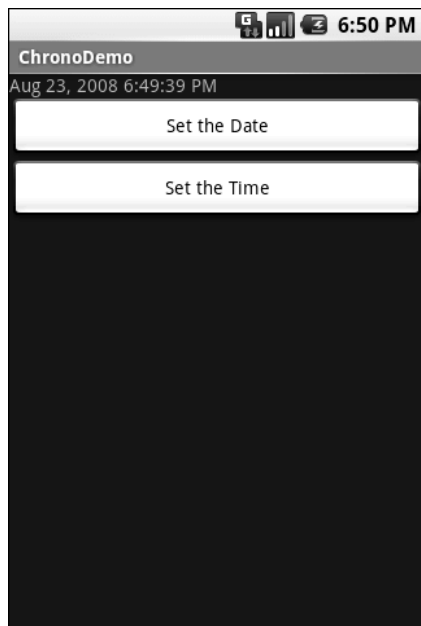 G 6:50 PM
ChronoDemo
Aug 23, 2008 6:49:39 PM
Set the Date
Set the Time